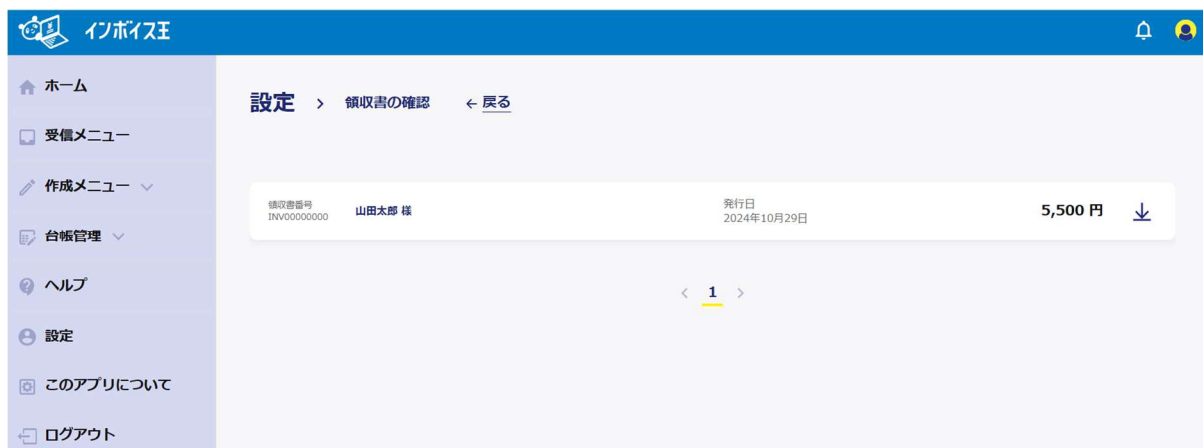 インボイス王
ホーム
受信メニュー
作成メニュー
台帳管理
ヘルプ
設定
このアプリについて
ログアウト
設定 > 領収書の確認 ← 戻る
領収書番号
INV00000000
山田太郎 様
発行日
2024年10月29日
5,500 円
< 1 >